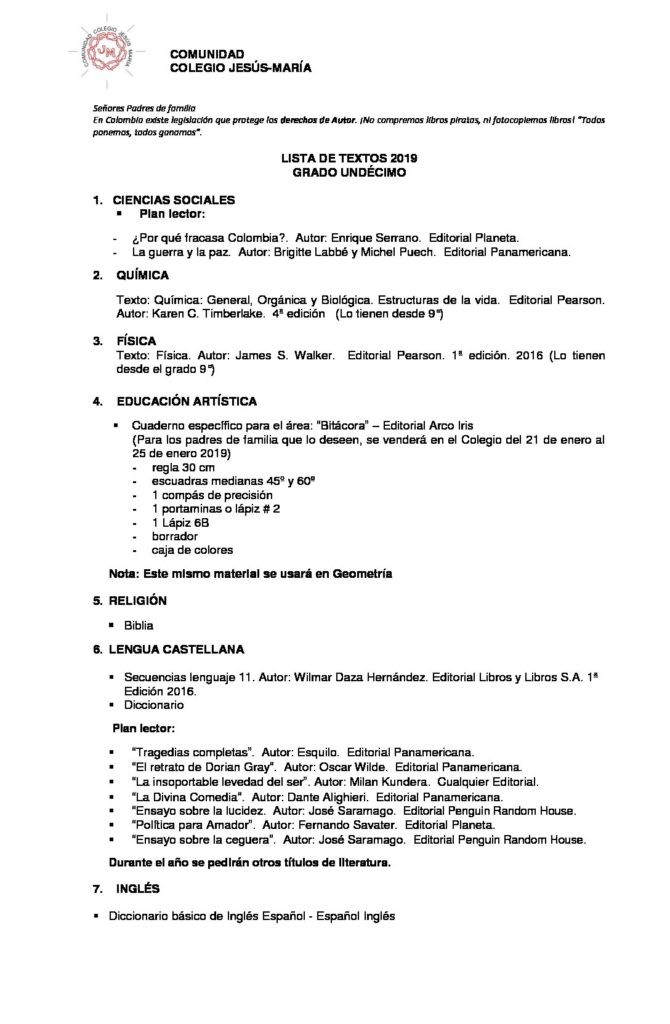 COMUNIDAD COLEGIO JESUS MARIA
JM
COMUNIDAD
COLEGIO JESÚS-MARÍA
Señores Padres de familia
En Colombia existe legislación que protege los derechos de Autor. ¡No compremos libros piratas, ni fotocopiemos libros! “Todos
ponemos, todos ganamos”.
LISTA DE TEXTOS 2019
GRADO UNDÉCIMO
1. CIENCIAS SOCIALES
▪ Plan lector:
- ¿Por qué fracasa Colombia?. Autor: Enrique Serrano. Editorial Planeta.
- La guerra y la paz. Autor: Brigitte Labbé y Michel Puech. Editorial Panamericana.
2. QUÍMICA
Texto: Química: General, Orgánica y Biológica. Estructuras de la vida. Editorial Pearson.
Autor: Karen C. Timberlake. 4ª edición (Lo tienen desde 9°)
3. FÍSICA
Texto: Física. Autor: James S. Walker. Editorial Pearson. 1ª edición. 2016 (Lo tienen
desde el grado 9°)
4. EDUCACIÓN ARTÍSTICA
▪ Cuaderno específico para el área: “Bitácora” – Editorial Arco Iris
(Para los padres de familia que lo deseen, se venderá en el Colegio del 21 de enero al
25 de enero 2019)
- regla 30 cm
- escuadras medianas 45º y 60º
- 1 compás de precisión
- 1 portaminas o lápiz # 2
- 1 Lápiz 6B
- borrador
- caja de colores
Nota: Este mismo material se usará en Geometría
5. RELIGIÓN
▪ Biblia
6. LENGUA CASTELLANA
▪ Secuencias lenguaje 11. Autor: Wilmar Daza Hernández. Editorial Libros y Libros S.A. 1ª
Edición 2016.
▪ Diccionario
Plan lector:
▪ “Tragedias completas”. Autor: Esquilo. Editorial Panamericana.
▪ “El retrato de Dorian Gray”. Autor: Oscar Wilde. Editorial Panamericana.
▪ “La insoportable levedad del ser”. Autor: Milan Kundera. Cualquier Editorial.
▪ “La Divina Comedia”. Autor: Dante Alighieri. Editorial Panamericana.
▪ “Ensayo sobre la lucidez. Autor: José Saramago. Editorial Penguin Random House.
▪ “Política para Amador”. Autor: Fernando Savater. Editorial Planeta.
▪ “Ensayo sobre la ceguera”. Autor: José Saramago. Editorial Penguin Random House.
Durante el año se pedirán otros títulos de literatura.
7. INGLÉS
▪ Diccionario básico de Inglés Español - Español Inglés